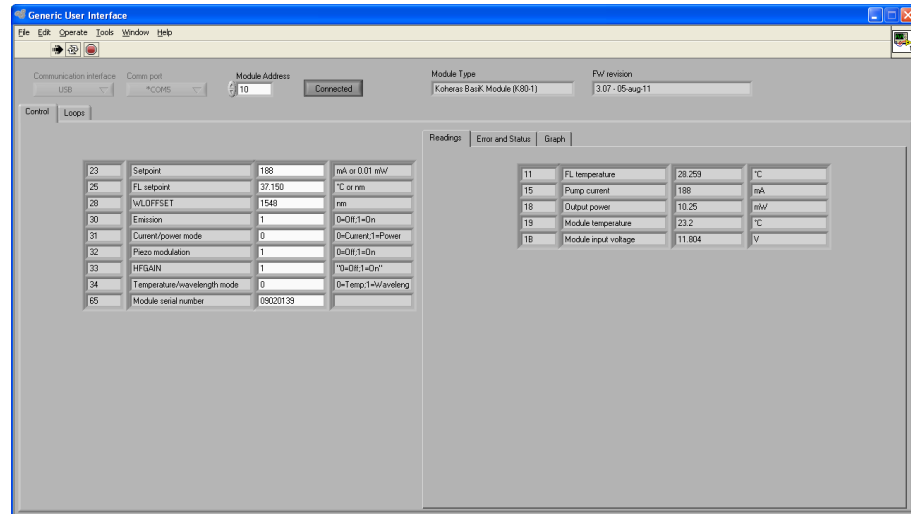 Generic User Interface
File Edit Operate Tools Window Help
Communication interface Comm port Module Address Module Type FW revision
USB *COM5 10 Connected Koheras BasiK Module (K80-1) 3.07 - 05-aug-11
Control Loops
Readings Error and Status Graph
23 Setpoint 188 mA or 0.01 mW
25 FL setpoint 37.150 °C or nm
28 WLOFFSET 1548 nm
30 Emission 1 0=Off;1=On
31 Current/power mode 0 0=Current;1=Power
32 Piezo modulation 1 0=Off;1=On
33 HFGAIN 1 "0=Off;1=On"
34 Temperature/wavelength mode 0 0=Temp;1=Waveleng
65 Module serial number 09020139
11 FL temperature 28.259 °C
15 Pump current 188 mA
18 Output power 10.25 mW
19 Module temperature 23.2 °C
1B Module input voltage 11.804 V